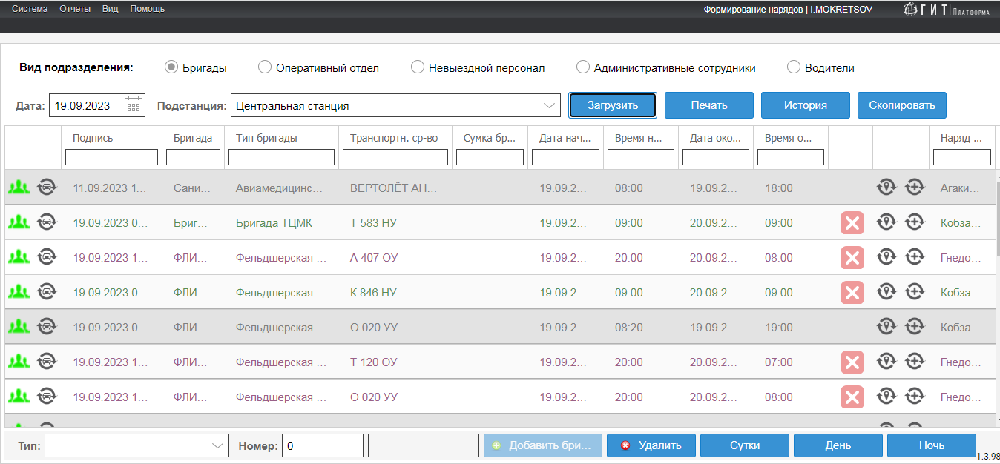 Система Отчеты Вид Помощь Формирование нарядов | I.MOKRETSOV ГИТ Платформа
Вид подразделения: Бригады Оперативный отдел Невыездной персонал Административные сотрудники Водители
Дата: 19.09.2023 Подстанция: Центральная станция Загрузить Печать История Скопировать
Подпись Бригада Тип бригады Транспортн. ср-во Сумка бр... Дата нач... Время н... Дата око... Время о... Наряд ...
11.09.2023 1... Сани... Авиамедицинс... ВЕРТОЛЁТ АН... 19.09.2... 08:00 19.09.2... 18:00 Агаки...
19.09.2023 0... Бриг... Бригада ТЦМК Т 583 НУ 19.09.2... 09:00 20.09.2... 09:00 Кобза...
19.09.2023 1... ФЛИ... Фельдшерская ... А 407 ОУ 19.09.2... 20:00 20.09.2... 08:00 Гнедо...
19.09.2023 0... ФЛИ... Фельдшерская ... К 846 НУ 19.09.2... 09:00 20.09.2... 09:00 Кобза...
19.09.2023 0... ФЛИ... Фельдшерская ... О 020 УУ 19.09.2... 08:20 19.09.2... 19:00 Кобза...
19.09.2023 1... ФЛИ... Фельдшерская ... Т 120 ОУ 19.09.2... 20:00 20.09.2... 07:00 Гнедо...
19.09.2023 1... ФЛИ... Фельдшерская ... О 020 УУ 19.09.2... 20:00 20.09.2... 08:00 Гнедо...
Тип: Номер: 0 Добавить бри... Удалить Сутки День Ночь
1.3.98